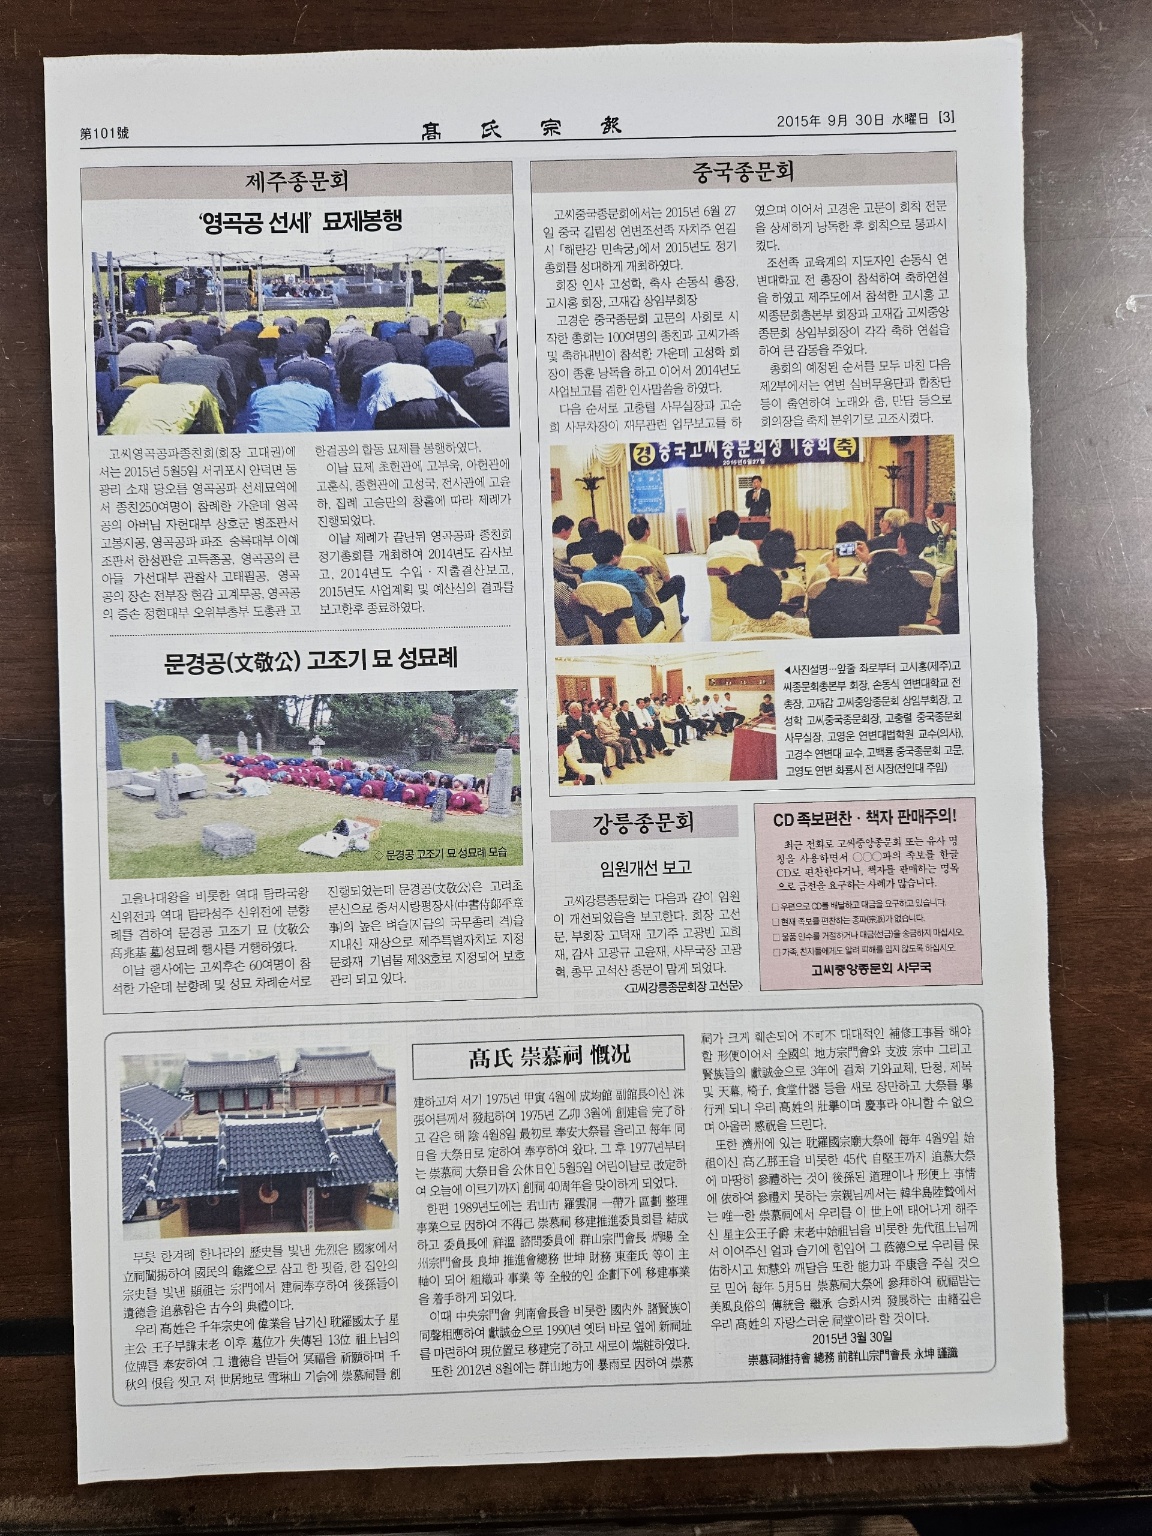 第101號
髙氏宗報
2015年 9月 30日 水曜日 [3]
제주종문회
'영곡공 선세' 묘제봉행
고씨영곡공파종친회(회장 고대권)에
서는 2015년 5월5일 서귀포시 안덕면 동
광리 소재 당오름 영곡공파 선세묘역에
서 종친250여명이 참례한 가운데 영곡
공의 아버님 자헌대부 상호군 병조판서
고봉지공, 영곡공파 파조 숭록대부 이예
조판서 한성판윤 고득종공, 영곡공의 큰
아들 가선대부 관찰사 고태필공, 영곡
공의 장손 전부장 현감 고계무공, 영곡공
의 증손 정현대부 오위부총부 도총관 고
한걸공의 합동 묘제를 봉행하였다.
이날 묘제 초헌관에 고부욱, 아헌관에
고훈식, 종헌관에 고성국, 전사관에 고윤
하, 집례 고승만의 창홀에 따라 제례가
진행되었다.
이날 제례가 끝난뒤 영곡공파 종친회
정기총회를 개최하여 2014년도 감사보
고, 2014년도 수입·지출결산보고,
2015년도 사업계획 및 예산심의 결과를
보고한후 종료하였다.
문경공(文敬公) 고조기 묘 성묘례
○ 문경공 고조기 묘 성묘례 모습
고을나대왕을 비롯한 역대 탐라국왕
신위전과 역대 탐라성주 신위전에 분향
례를 겸하여 문경공 고조기 묘 (文敬公
高兆基 墓)성묘례 행사를 거행하였다.
이날 행사에는 고씨후손 60여명이 참
석한 가운데 분향례 및 성묘 차례순서로
진행되었는데 문경공(文敬公)은 고려조
문신으로 중서시랑평장사(中書侍郎平章
事)의 높은 벼슬(지금의 국무총리 격)을
지내신 재상으로 제주특별자치도 지정
문화재 기념물 제38호로 지정되어 보호
관리 되고 있다.
중국종문회
고씨중국종문회에서는 2015년 6월 27
일 중국 길림성 연변조선족 자치주 연길
시 「해란강 민속궁」에서 2015년도 정기
총회를 성대하게 개최하였다.
회장 인사 고성학, 축사 손동식 총장,
고시홍 회장, 고재갑 상임부회장
고경운 중국종문회 고문의 사회로 시
작한 총회는 100여명의 종친과 고씨가족
및 축하내빈이 참석한 가운데 고성학 회
장이 종훈 낭독을 하고 이어서 2014년도
사업보고를 겸한 인사말씀을 하였다.
다음 순서로 고충렬 사무실장과 고순
희 사무차장이 재무관련 업무보고를 하
였으며 이어서 고경운 고문이 회칙 전문
을 상세하게 낭독한 후 회칙으로 통과시
켰다.
조선족 교육계의 지도자인 손동식 연
변대학교 전 총장이 참석하여 축하연설
을 하였고 제주도에서 참석한 고시홍 고
씨종문회총본부 회장과 고재갑 고씨중앙
종문회 상임부회장이 각각 축하 연설을
하여 큰 감동을 주었다.
총회의 예정된 순서를 모두 마친 다음
제2부에서는 연변 실버무용단과 합창단
등이 출연하여 노래와 춤, 만담 등으로
회의장을 축제 분위기로 고조시켰다.
경 중국고씨종문회정기총회 축
2015년6월27일
◀사진설명…앞줄 좌로부터 고시홍(제주)고
씨종문회총본부 회장, 손동식 연변대학교 전
총장, 고재갑 고씨중앙종문회 상임부회장, 고
성학 고씨중국종문회장, 고충렬 중국종문회
사무실장, 고영운 연변대법학원 교수(의사),
고경수 연변대 교수, 고백룡 중국종문회 고문,
고영도 연변 화룡시 전 시장(전인대 주임)
강릉종문회
임원개선 보고
고씨강릉종문회는 다음과 같이 임원
이 개선되었음을 보고한다. 회장 고선
문, 부회장 고덕재 고기주 고광빈 고희
재, 감사 고광규 고윤재, 사무국장 고광
혁, 총무 고석산 종문이 맡게 되었다.
<고씨강릉종문회장 고선문>
CD 족보편찬 · 책자 판매주의!
최근 전화로 고씨중앙종문회 또는 유사 명
칭을 사용하면서 ○○○파의 족보를 한글
CD로 편찬한다거나, 책자를 판매하는 명목
으로 금전을 요구하는 사례가 많습니다.
□ 우편으로 CD를 배달하고 대금을 요구하고 있습니다.
□ 현재 족보를 편찬하는 종파(宗派)가 없습니다.
□ 물품 인수를 거절하거나 대금(선금)을 송금하지 마십시오.
□ 가족, 친지들에게도 알려 피해를 입지 않도록 하십시오.
고씨중앙종문회 사무국
髙氏 崇慕祠 慨况
무릇 한겨레 한나라의 歷史를 빛낸 先烈은 國家에서
立祠闡揚하여 國民의 龜鑑으로 삼고 한 핏줄, 한 집안의
宗史를 빛낸 顯祖는 宗門에서 建祠奉亨하여 後孫들이
遺德을 追慕함은 古今의 典禮이다.
우리 高姓은 千年宗史에 偉業을 남기신 耽羅國太子 星
主公 王子부諱末老 이후 墓位가 失傳된 13位 祖上님의
位牌를 奉安하여 그 遺德을 받들어 冥福을 祈願하며 千
秋의 恨을 씻고 저 世居地로 雪琳山 기슭에 崇慕祠를 創
建하고져 서기 1975년 甲寅 4월에 成均館 副館長이신 洙
張어른께서 發起하여 1975년 乙卯 3월에 創建을 完了하
고 같은 해 陰 4월8일 最初로 奉安大祭를 올리고 每年 同
日을 大祭日로 定하여 奉亨하여 왔다. 그 후 1977년부터
는 崇慕祠 大祭日을 公休日인 5월5일 어린이날로 改定하
여 오늘에 이르기까지 創祠 40周年을 맞이하게 되었다.
한편 1989년도에는 君山市 羅雲洞 一帶가 區劃 整理
事業으로 因하여 不得己 崇慕祠 移建推進委員會를 結成
하고 委員長에 祥溫 諮問委員에 群山宗門會長 炳暘 全
州宗門會長 良坤 推進會總務 世坤 財務 東奎氏 等이 主
軸이 되어 組織과 事業 等 全般的인 企劃下에 移建事業
을 着手하게 되었다.
이때 中央宗門會 判南會長을 비롯한 國内外 諸賢族이
同聲相應하여 獻誠金으로 1990년 옛터 바로 옆에 新祠址
를 마련하여 現位置로 移建完了하고 새로이 端粧하였다.
또한 2012년 8월에는 群山地方에 暴雨로 因하여 崇慕
祠가 크게 훼손되어 不可不 대대적인 補修工事를 해야
할 形便이어서 全國의 地方宗門會와 支波 宗中 그리고
賢族들의 獻誠金으로 3年에 걸쳐 기와교체, 단청, 제복
및 天幕, 椅子, 食堂什器 等을 새로 장만하고 大祭를 擧
行케 되니 우리 高姓의 壯擧이며 慶事라 아니할 수 없으
며 아울러 感祝을 드린다.
또한 濟州에 있는 耽羅國宗廟大祭에 每年 4월9일 始
祖이신 高乙那王을 비롯한 45代 自堅王까지 追慕大祭
에 마땅히 參禮하는 것이 後孫된 道理이나 形便上 事情
에 依하여 參禮치 못하는 宗親님께서는 韓半島陸贄에서
는 唯一한 崇慕祠에서 우리를 이 世上에 태어나게 해주
신 星主公王子爵 末老中始祖님을 비롯한 先代祖上님께
서 이어주신 얼과 슬기에 힘입어 그 蔭德으로 우리를 保
佑하시고 知慧와 깨달음 또한 能力과 平康을 주실 것으
로 믿어 每年 5月5日 崇慕祠大祭에 參拜하여 祝福받는
美風良俗의 傳統을 繼承 승화시켜 發展하는 由緖깊은
우리 高姓의 자랑스러운 祠堂이라 할 것이다.
2015年 3월 30일
崇慕祠維持會 總務 前群山宗門會長 永坤 謹識